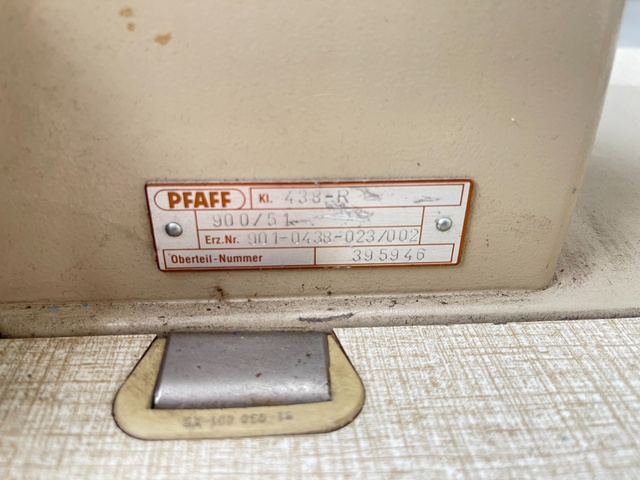 PFAFF Kl. 438-R
900/51
Erz.Nr. 901-0438-023/002
Oberteil-Nummer 395946